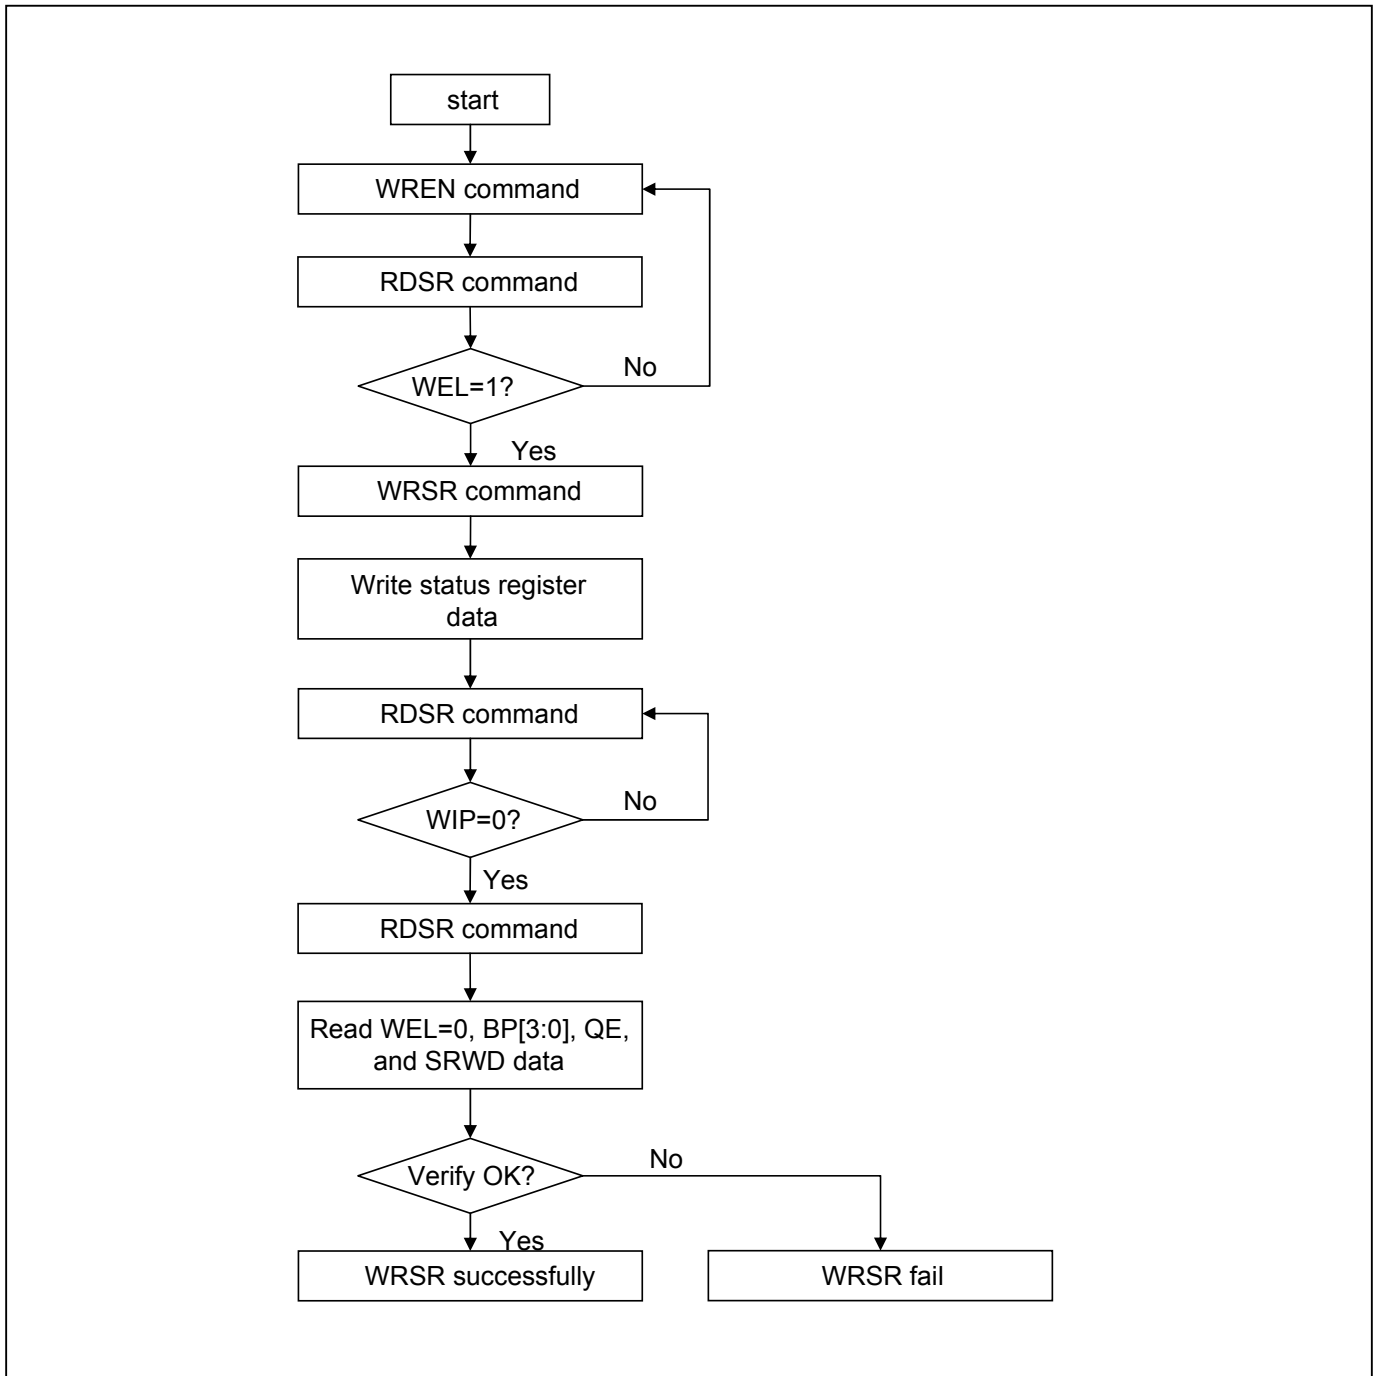 start
WREN command
RDSR command
WEL=1?
No
Yes
WRSR command
Write status register
data
RDSR command
WIP=0?
No
Yes
RDSR command
Read WEL=0, BP[3:0], QE,
and SRWD data
Verify OK?
No
Yes
WRSR successfully
WRSR fail